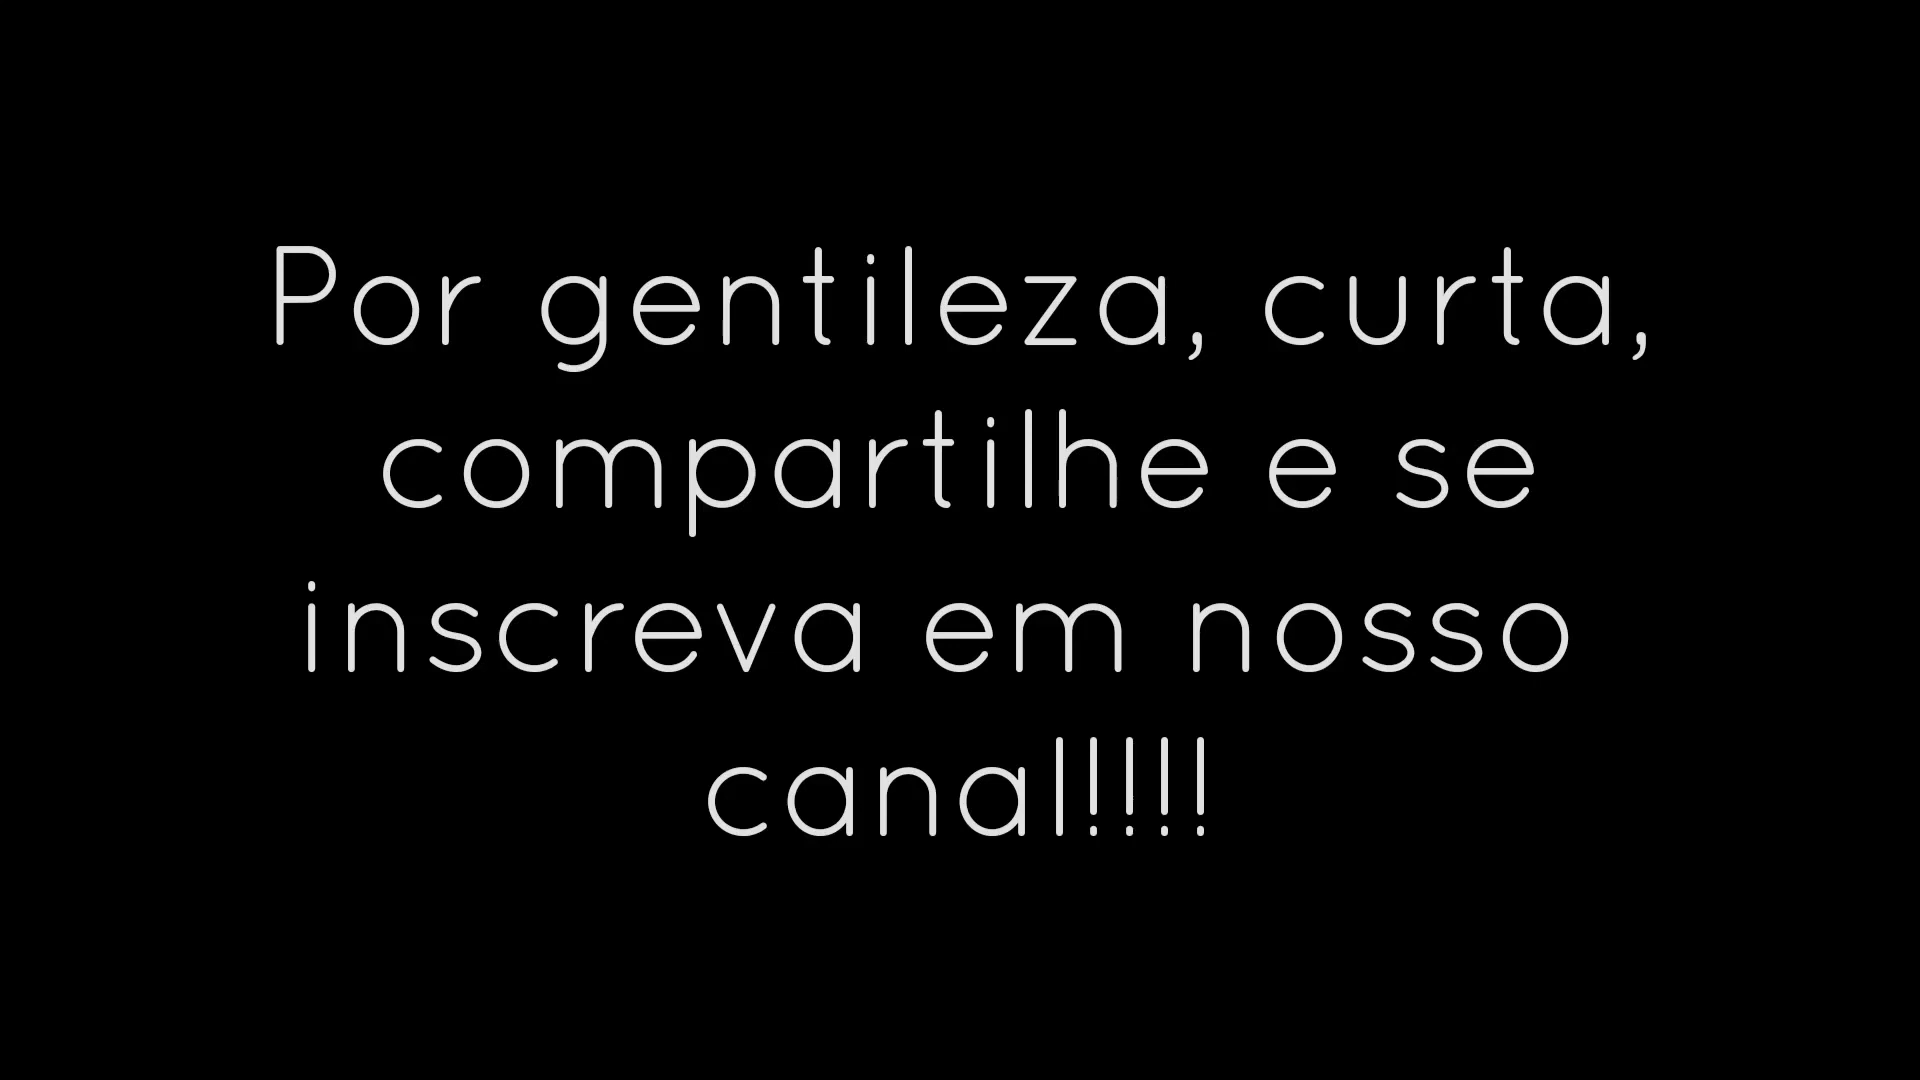 Por gentileza, curta,
compartilhe e se
inscreva em nosso
canal!!!!